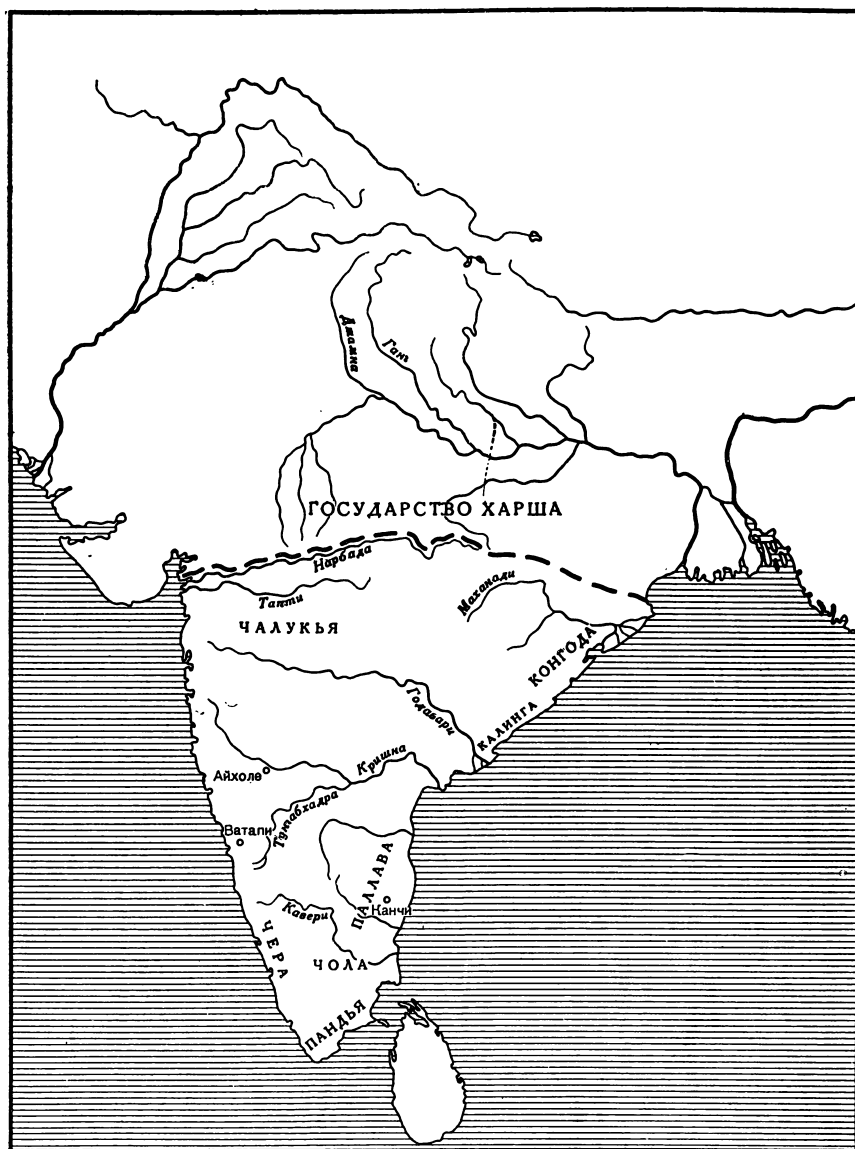 Джамна
Ганг
ГОСУДАРСТВО ХАРША
Нарбада
Тапти
Маханади
ЧАЛУКЬЯ
КОНГОДА
Годавари
КАЛИНГА
Кришна
Айхоле
Тунгабхадра
Ватапи
ПАЛЛАВА
Канчи
Кавери
ЧЕРА
ЧОЛА
ПАНДЬЯ